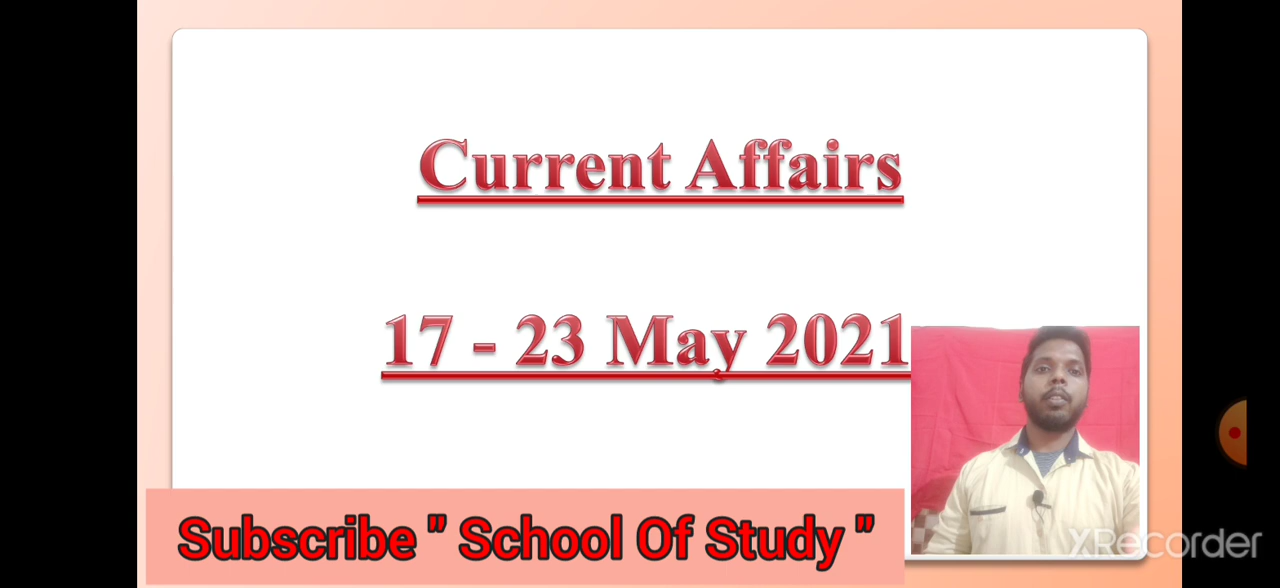 Current Affairs
17 - 23 May 2021
Subscribe " School Of Study "
XRecorder